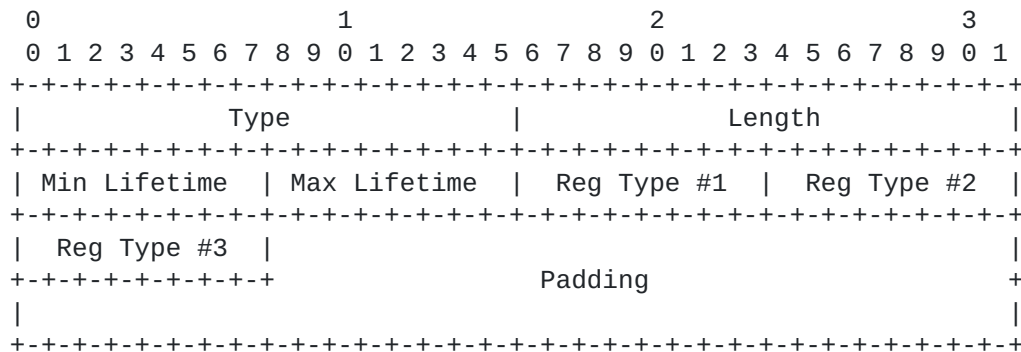 0                   1                   2                   3
 0 1 2 3 4 5 6 7 8 9 0 1 2 3 4 5 6 7 8 9 0 1 2 3 4 5 6 7 8 9 0 1
+-+-+-+-+-+-+-+-+-+-+-+-+-+-+-+-+-+-+-+-+-+-+-+-+-+-+-+-+-+-+-+-+
|             Type              |             Length            |
+-+-+-+-+-+-+-+-+-+-+-+-+-+-+-+-+-+-+-+-+-+-+-+-+-+-+-+-+-+-+-+-+
| Min Lifetime  | Max Lifetime  |  Reg Type #1  |  Reg Type #2  |
+-+-+-+-+-+-+-+-+-+-+-+-+-+-+-+-+-+-+-+-+-+-+-+-+-+-+-+-+-+-+-+-+
|  Reg Type #3  |                                               |
+-+-+-+-+-+-+-+-+                 Padding                       +
|                                                               |
+-+-+-+-+-+-+-+-+-+-+-+-+-+-+-+-+-+-+-+-+-+-+-+-+-+-+-+-+-+-+-+-+